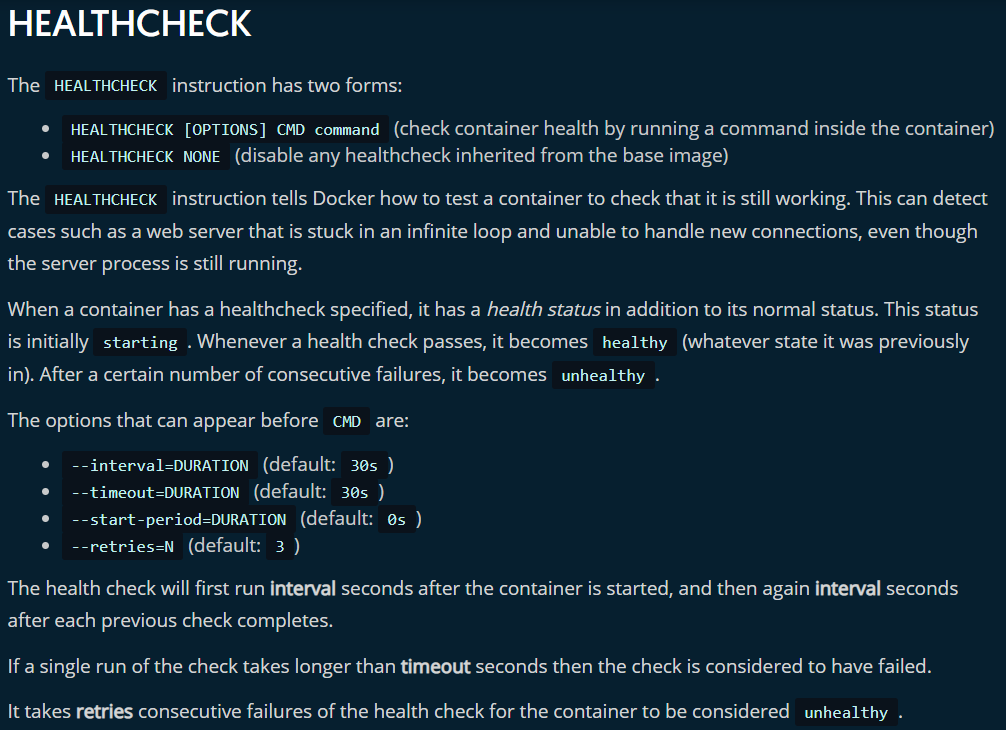 HEALTHCHECK
The HEALTHCHECK instruction has two forms:
• HEALTHCHECK [OPTIONS] CMD command (check container health by running a command inside the container)
• HEALTHCHECK NONE (disable any healthcheck inherited from the base image)
The HEALTHCHECK instruction tells Docker how to test a container to check that it is still working. This can detect
cases such as a web server that is stuck in an infinite loop and unable to handle new connections, even though
the server process is still running.
When a container has a healthcheck specified, it has a health status in addition to its normal status. This status
is initially starting . Whenever a health check passes, it becomes healthy (whatever state it was previously
in). After a certain number of consecutive failures, it becomes unhealthy .
The options that can appear before CMD are:
• --interval=DURATION (default: 30s )
• --timeout=DURATION (default: 30s )
• --start-period=DURATION (default: 0s )
• --retries=N (default: 3 )
The health check will first run interval seconds after the container is started, and then again interval seconds
after each previous check completes.
If a single run of the check takes longer than timeout seconds then the check is considered to have failed.
It takes retries consecutive failures of the health check for the container to be considered unhealthy .